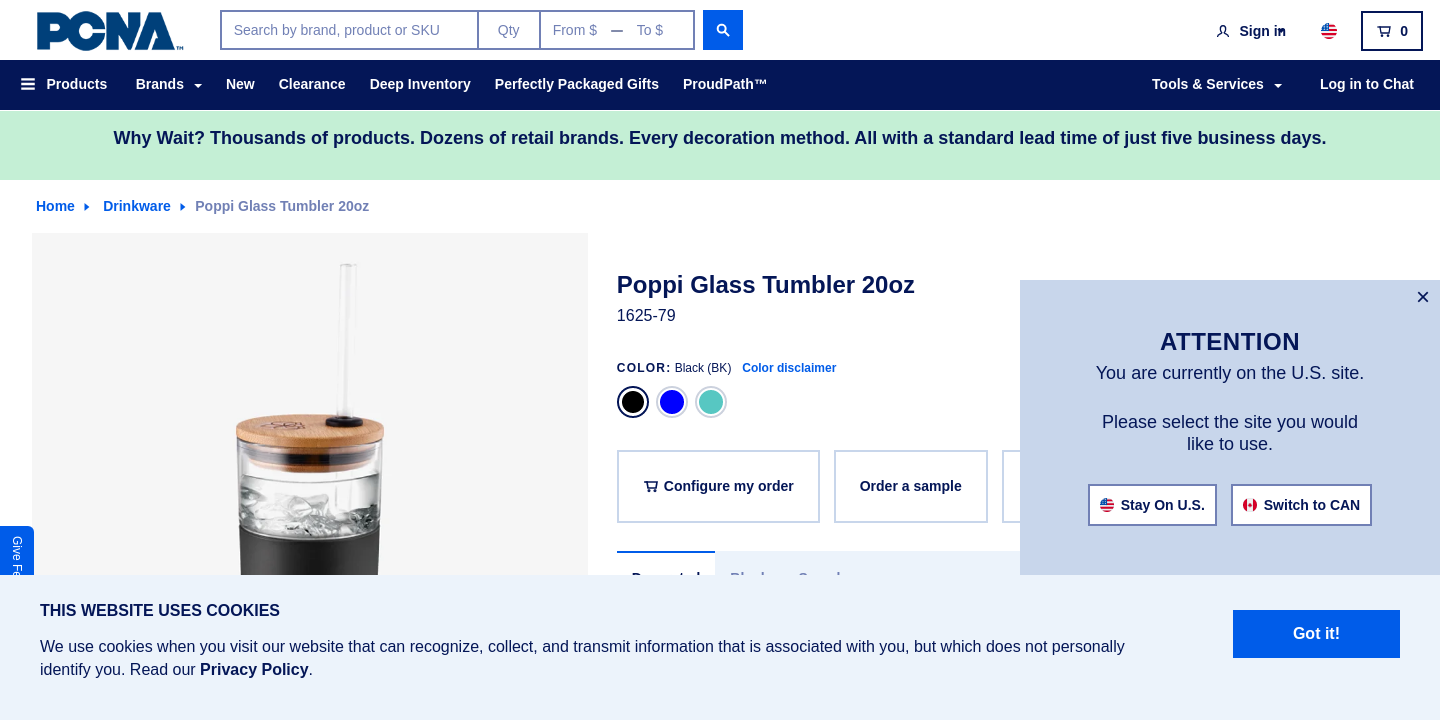 PCNA™
Search by brand, product or SKU
Qty
From $ — To $
Sign in
0
Products
Brands
New
Clearance
Deep Inventory
Perfectly Packaged Gifts
ProudPath™
Tools & Services
Log in to Chat
Why Wait? Thousands of products. Dozens of retail brands. Every decoration method. All with a standard lead time of just five business days.
Home
Drinkware
Poppi Glass Tumbler 20oz
Poppi Glass Tumbler 20oz
1625-79
COLOR: Black (BK) Color disclaimer
Configure my order
Order a sample
×
ATTENTION
You are currently on the U.S. site.
Please select the site you would
like to use.
Stay On U.S.
Switch to CAN
Give
THIS WEBSITE USES COOKIES
We use cookies when you visit our website that can recognize, collect, and transmit information that is associated with you, but which does not personally
identify you. Read our Privacy Policy.
Got it!